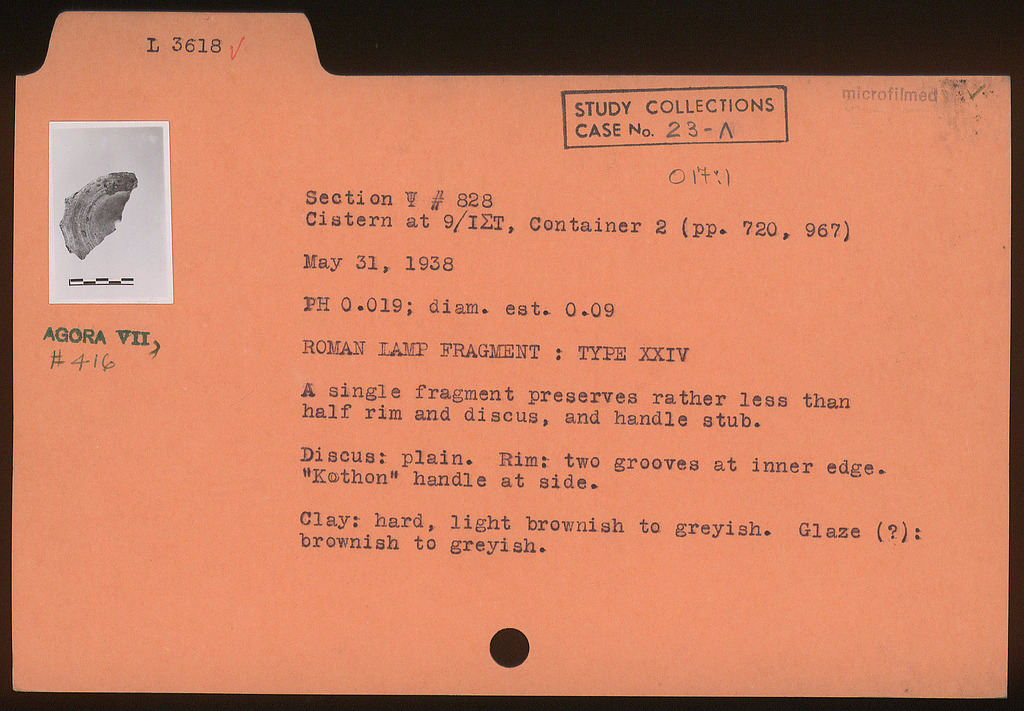 L 3618 ✓
microfilmed ✓
STUDY COLLECTIONS
CASE No. 23-Λ
Section Ψ # 828
Cistern at 9/ΙΣΤ, Container 2 (pp. 720, 967)
May 31, 1938
PH 0.019; diam. est. 0.09
AGORA VII,
# 416
ROMAN LAMP FRAGMENT : TYPE XXIV
A single fragment preserves rather less than
half rim and discus, and handle stub.
Discus: plain. Rim: two grooves at inner edge.
"Kothon" handle at side.
Clay: hard, light brownish to greyish. Glaze (?):
brownish to greyish.